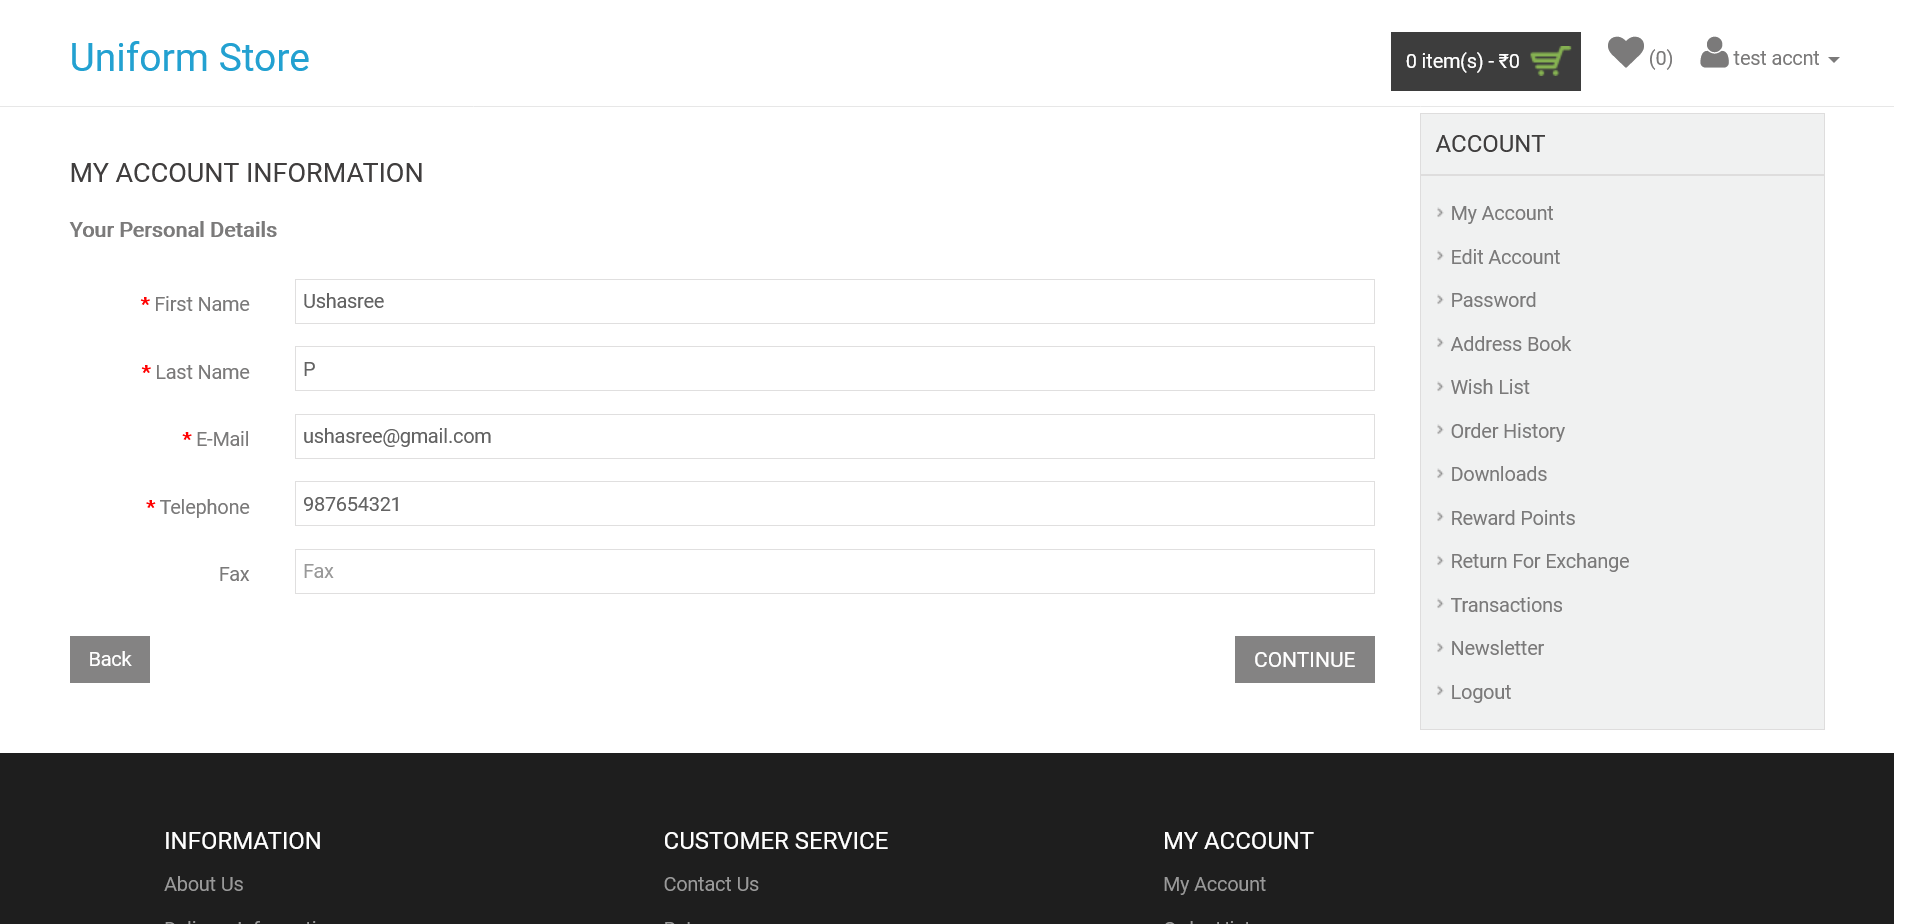 Uniform Store
0 item(s) - ₹0
(0)
test accnt
MY ACCOUNT INFORMATION
Your Personal Details
* First Name
Ushasree
* Last Name
P
* E-Mail
ushasree@gmail.com
* Telephone
987654321
Fax
Fax
Back
CONTINUE
ACCOUNT
My Account
Edit Account
Password
Address Book
Wish List
Order History
Downloads
Reward Points
Return For Exchange
Transactions
Newsletter
Logout
INFORMATION
About Us
CUSTOMER SERVICE
Contact Us
MY ACCOUNT
My Account